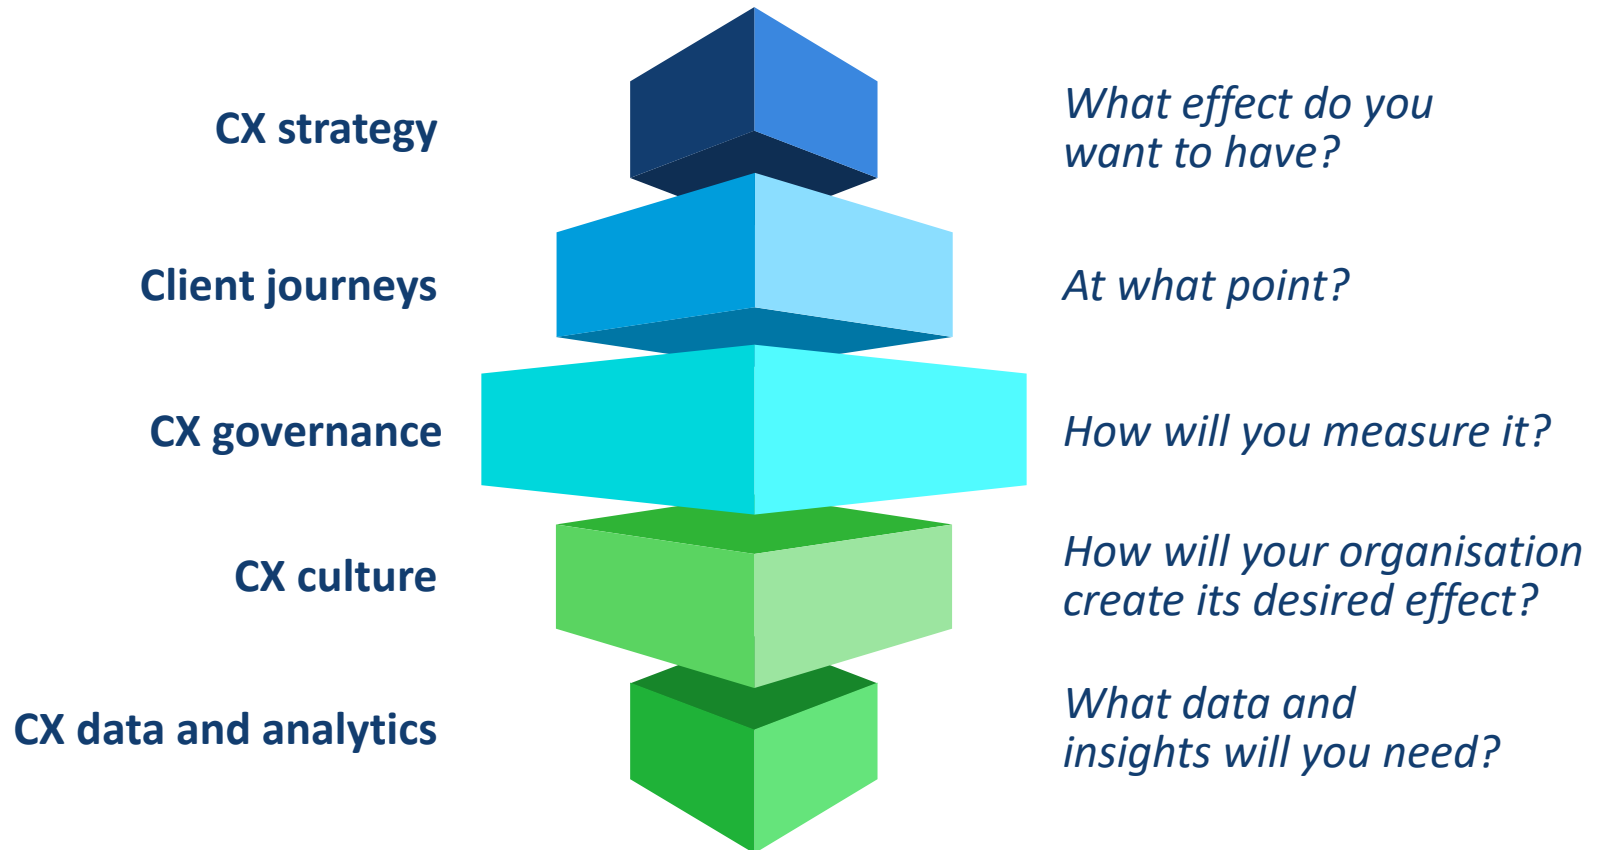 CX strategy
What effect do you
want to have?
Client journeys
At what point?
CX governance
How will you measure it?
CX culture
How will your organisation
create its desired effect?
CX data and analytics
What data and
insights will you need?